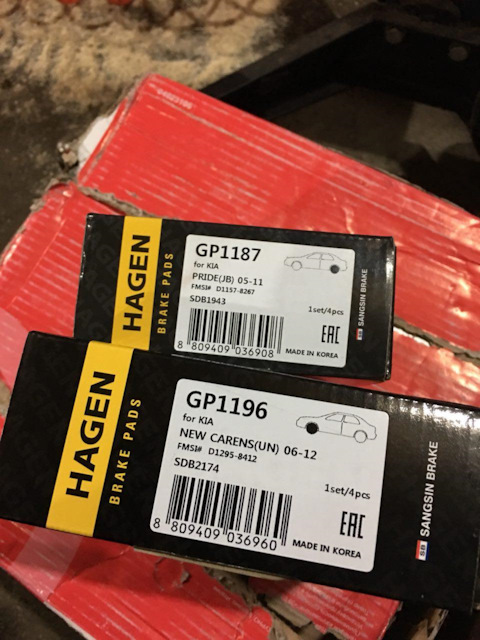 HAGEN
BRAKE PADS
GP1187
for KIA
PRIDE(JB) 05-11
FMSI# D1157-8267
SDB1943
1set/4pcs
EAC
8 809409 036908
MADE IN KOREA
SB SANGSIN BRAKE
HAGEN
BRAKE PADS
GP1196
for KIA
NEW CARENS(UN) 06-12
FMSI# D1295-8412
SDB2174
1set/4pcs
EAC
8 809409 036960
MADE IN KOREA
SB SANGSIN BRAKE